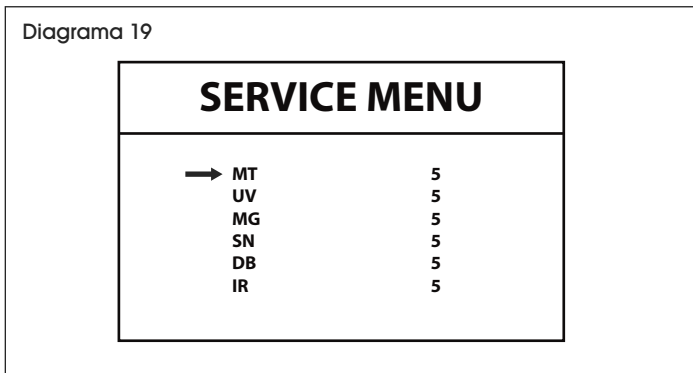 Diagrama 19
SERVICE MENU
MT 5
UV 5
MG 5
SN 5
DB 5
IR 5